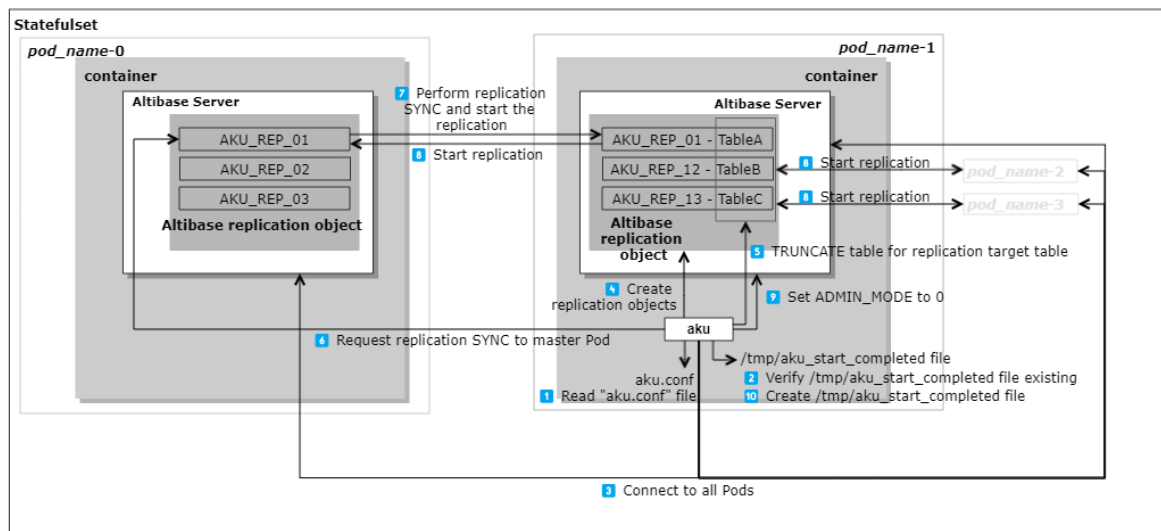 Statefulset
pod_name-0
container
Altibase Server
AKU_REP_01
AKU_REP_02
AKU_REP_03
Altibase replication object
7 Perform replication
SYNC and start the
replication
8 Start replication
pod_name-1
container
Altibase Server
AKU_REP_01 - TableA
AKU_REP_12 - TableB
AKU_REP_13 - TableC
Altibase
replication
object
8 Start replication
pod_name-2
8 Start replication
pod_name-3
5 TRUNCATE table for replication target table
4 Create
replication objects
9 Set ADMIN_MODE to 0
aku
6 Request replication SYNC to master Pod
/tmp/aku_start_completed file
aku.conf
2 Verify /tmp/aku_start_completed file existing
1 Read "aku.conf" file
10 Create /tmp/aku_start_completed file
3 Connect to all Pods